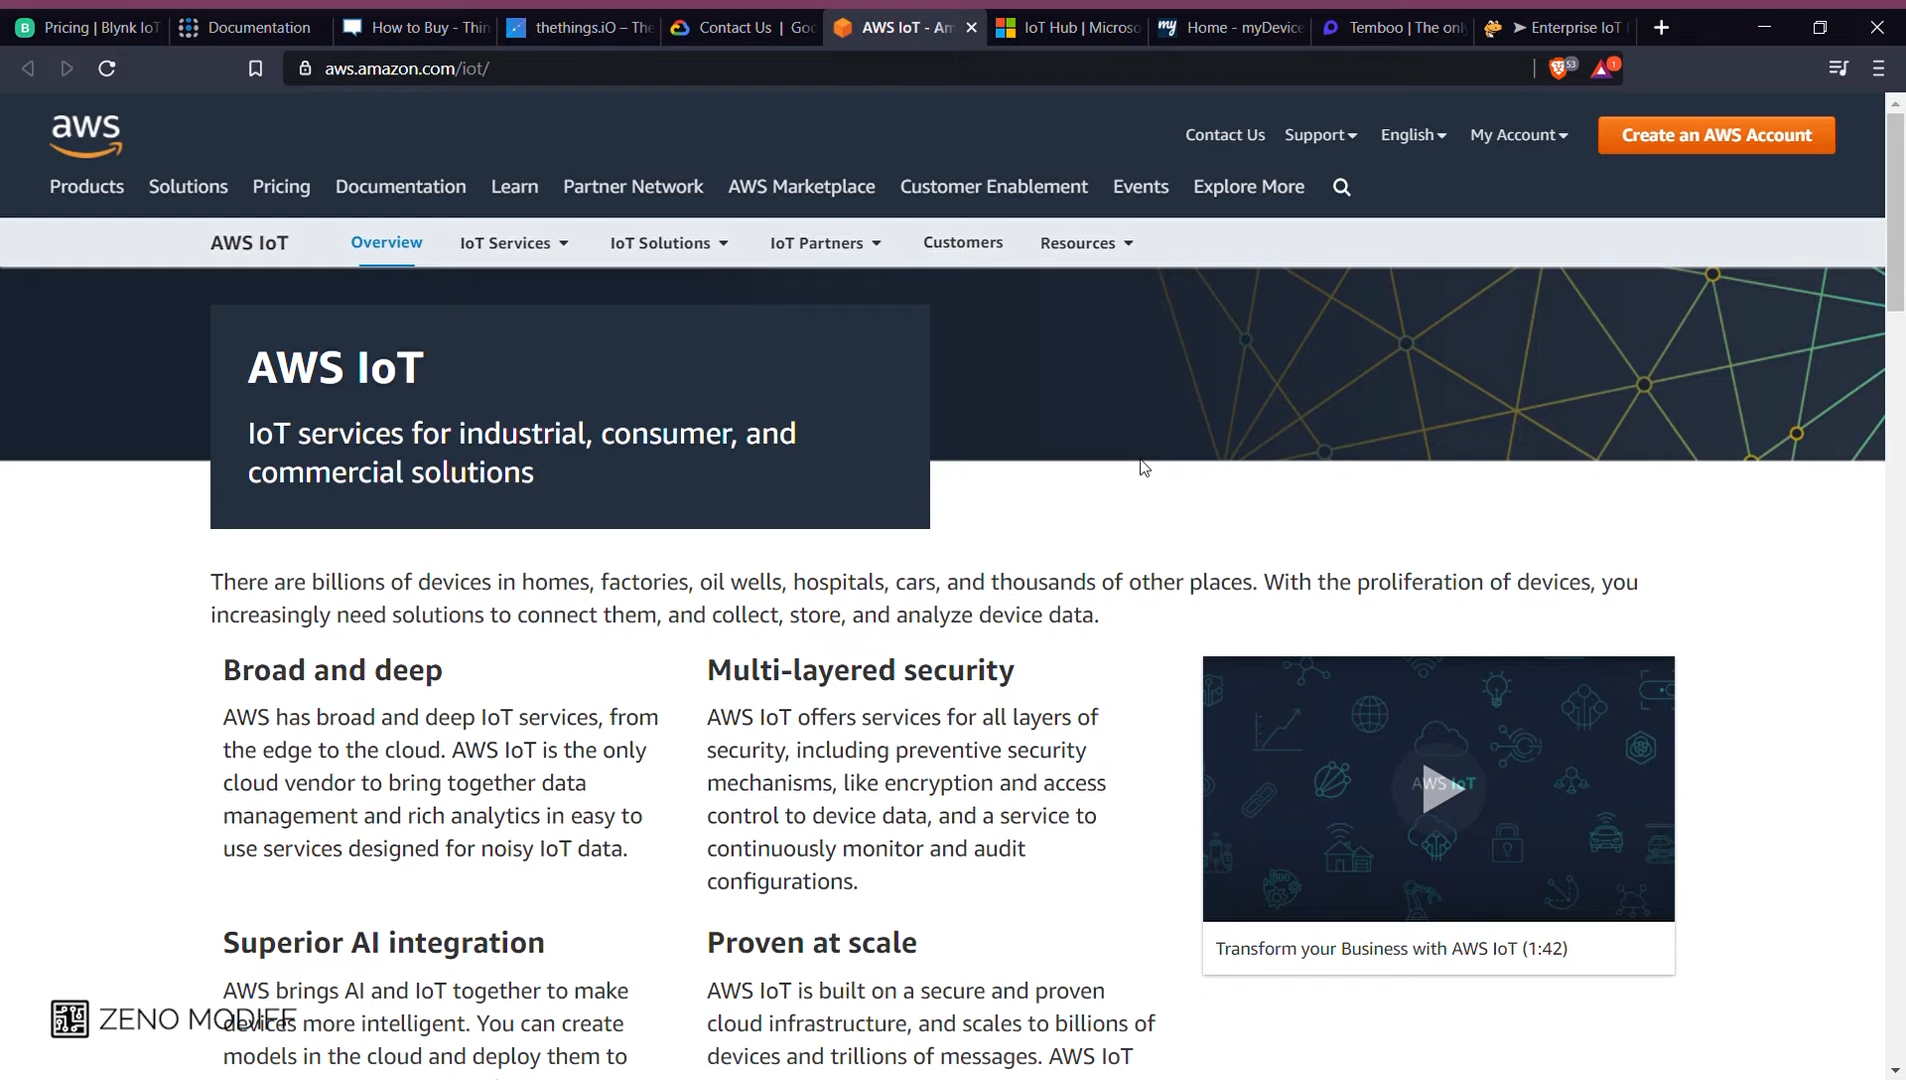 Pricing | Blynk IoT
Documentation
How to Buy - Thin
thethings.iO – The
Contact Us | Goo
AWS IoT - Am
IoT Hub | Microso
Home - myDevice
Temboo | The only
➤ Enterprise IoT
aws.amazon.com/iot/
53
1
aws
Contact Us
Support
English
My Account
Create an AWS Account
Products
Solutions
Pricing
Documentation
Learn
Partner Network
AWS Marketplace
Customer Enablement
Events
Explore More
AWS IoT
Overview
IoT Services
IoT Solutions
IoT Partners
Customers
Resources
AWS IoT
IoT services for industrial, consumer, and
commercial solutions
There are billions of devices in homes, factories, oil wells, hospitals, cars, and thousands of other places. With the proliferation of devices, you
increasingly need solutions to connect them, and collect, store, and analyze device data.
Broad and deep
AWS has broad and deep IoT services, from
the edge to the cloud. AWS IoT is the only
cloud vendor to bring together data
management and rich analytics in easy to
use services designed for noisy IoT data.
Multi-layered security
AWS IoT offers services for all layers of
security, including preventive security
mechanisms, like encryption and access
control to device data, and a service to
continuously monitor and audit
configurations.
AWS IoT
Transform your Business with AWS IoT (1:42)
Superior AI integration
AWS brings AI and IoT together to make
devices more intelligent. You can create
models in the cloud and deploy them to
Proven at scale
AWS IoT is built on a secure and proven
cloud infrastructure, and scales to billions of
devices and trillions of messages. AWS IoT
ZENO MODIFF